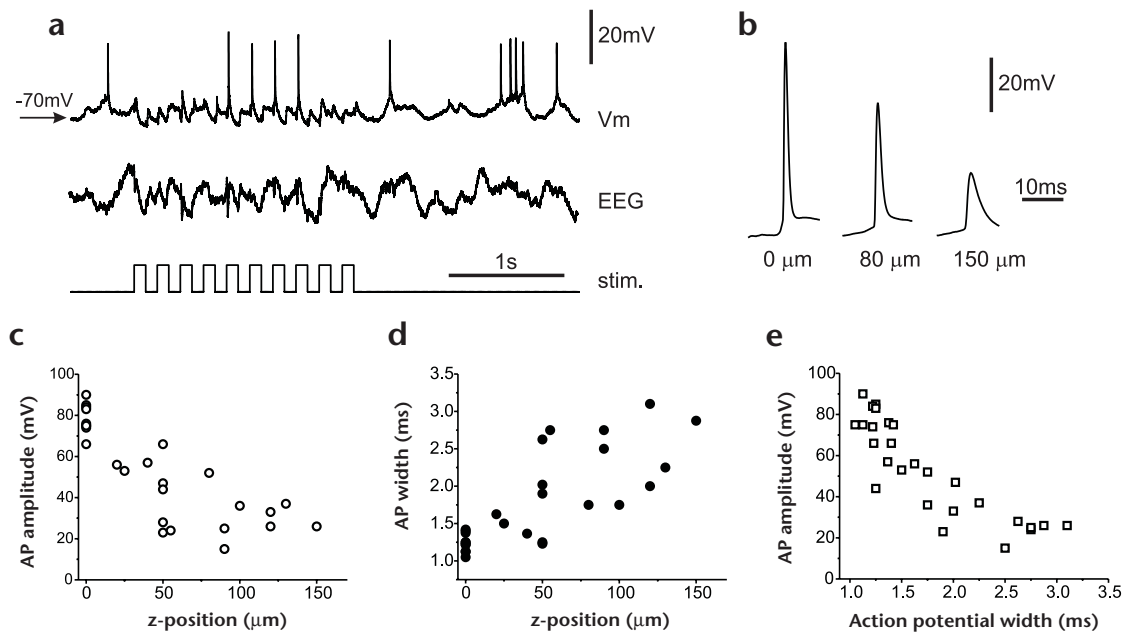 a
20mV
-70mV
Vm
EEG
1s
stim.
b
20mV
10ms
0 μm
80 μm
150 μm
c
AP amplitude (mV)
100
80
60
40
20
0
0
50
100
150
z-position (μm)
d
AP width (ms)
3.5
3.0
2.5
2.0
1.5
1.0
0
50
100
150
z-position (μm)
e
AP amplitude (mV)
100
80
60
40
20
0
1.0
1.5
2.0
2.5
3.0
3.5
Action potential width (ms)